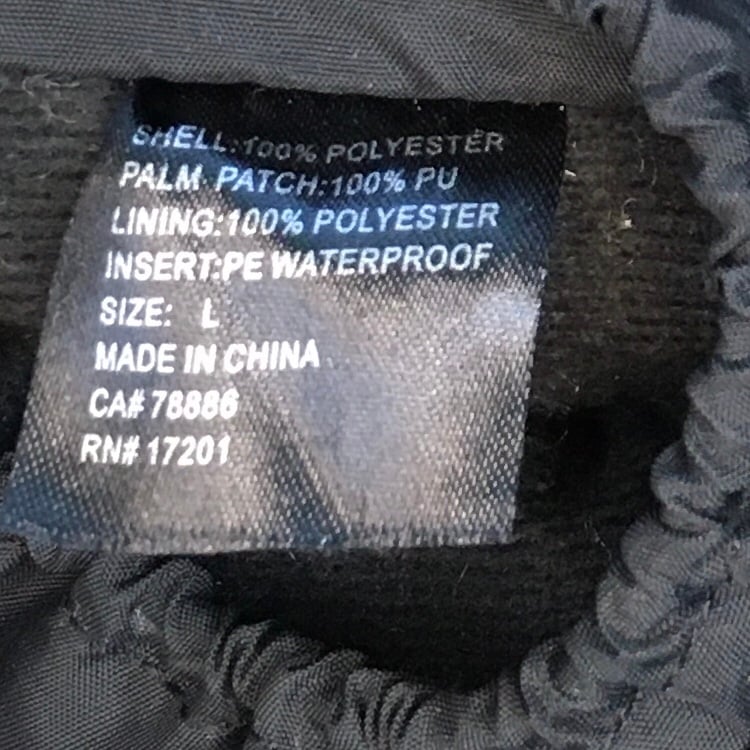 SHELL:100% POLYESTER
PALM PATCH:100% PU
LINING:100% POLYESTER
INSERT:PE WATERPROOF
SIZE: L
MADE IN CHINA
CA# 78886
RN# 17201